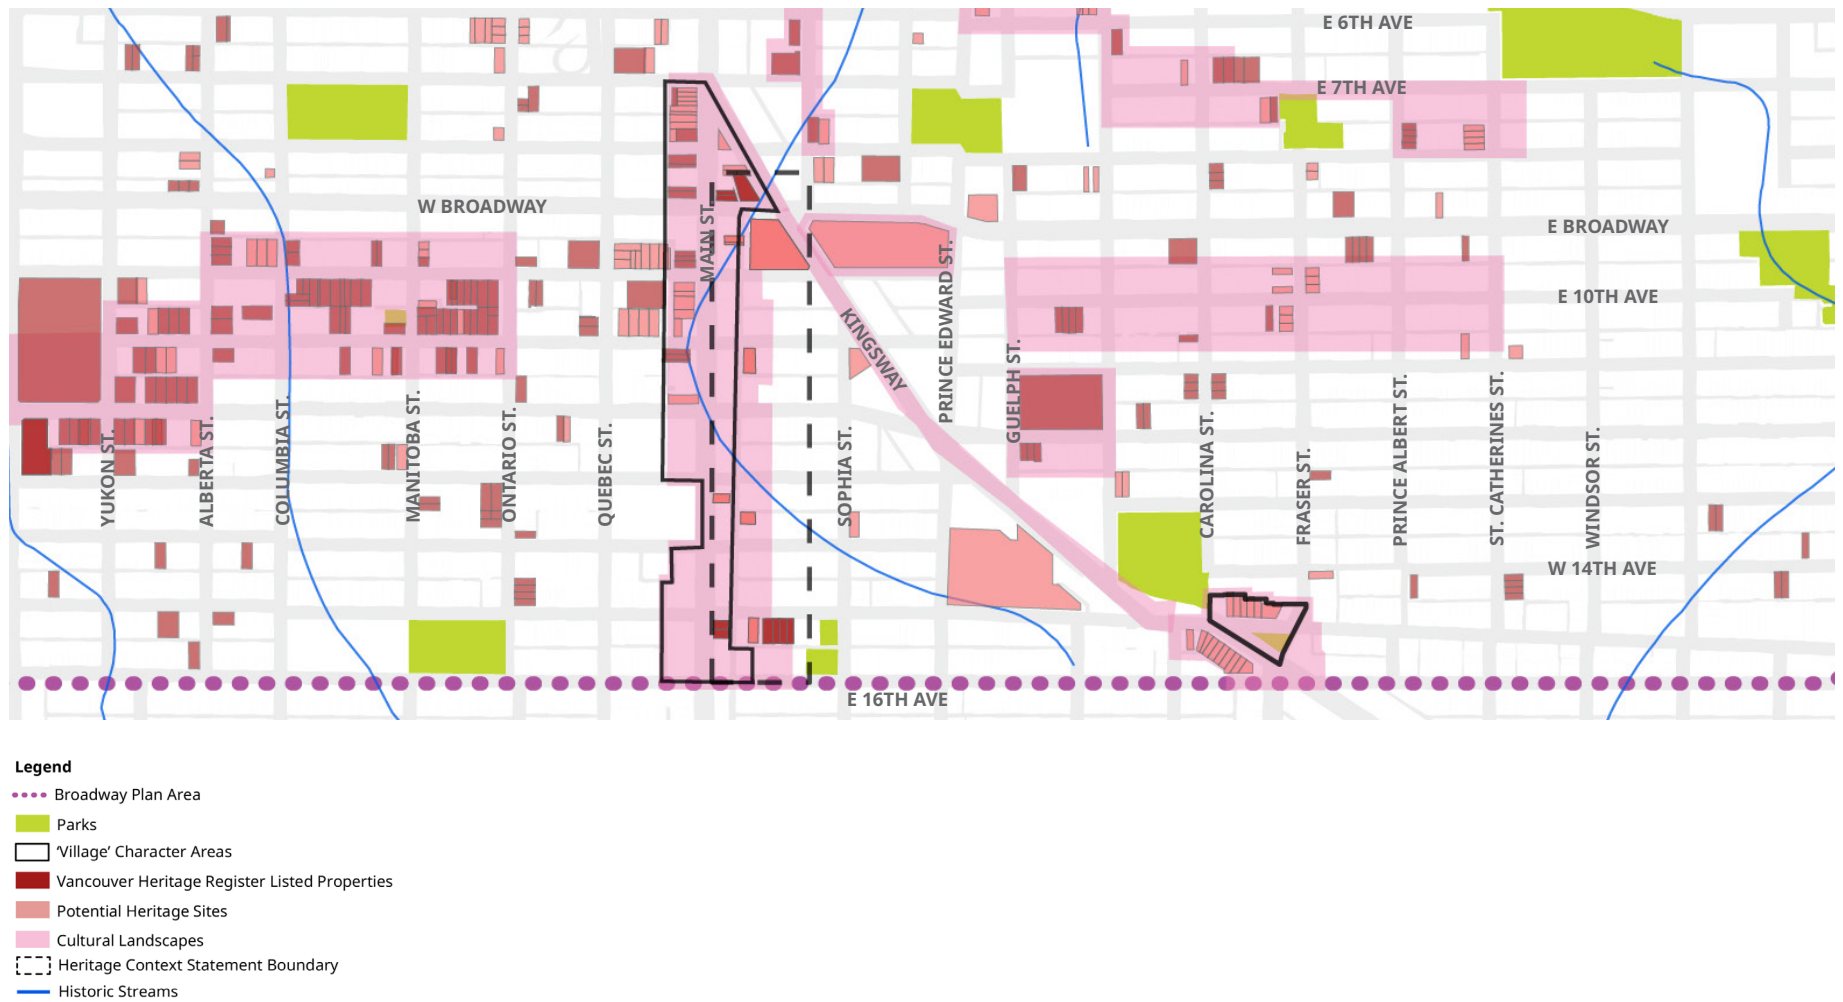 E 6TH AVE
E 7TH AVE
W BROADWAY
E BROADWAY
MAIN ST.
PRINCE EDWARD ST.
E 10TH AVE
KINGSWAY
GUELPH ST.
YUKON ST.
ALBERTA ST.
COLUMBIA ST.
MANITOBA ST.
ONTARIO ST.
QUEBEC ST.
SOPHIA ST.
CAROLINA ST.
FRASER ST.
PRINCE ALBERT ST.
ST. CATHERINES ST.
WINDSOR ST.
W 14TH AVE
E 16TH AVE
Legend
Broadway Plan Area
Parks
‘Village’ Character Areas
Vancouver Heritage Register Listed Properties
Potential Heritage Sites
Cultural Landscapes
Heritage Context Statement Boundary
Historic Streams